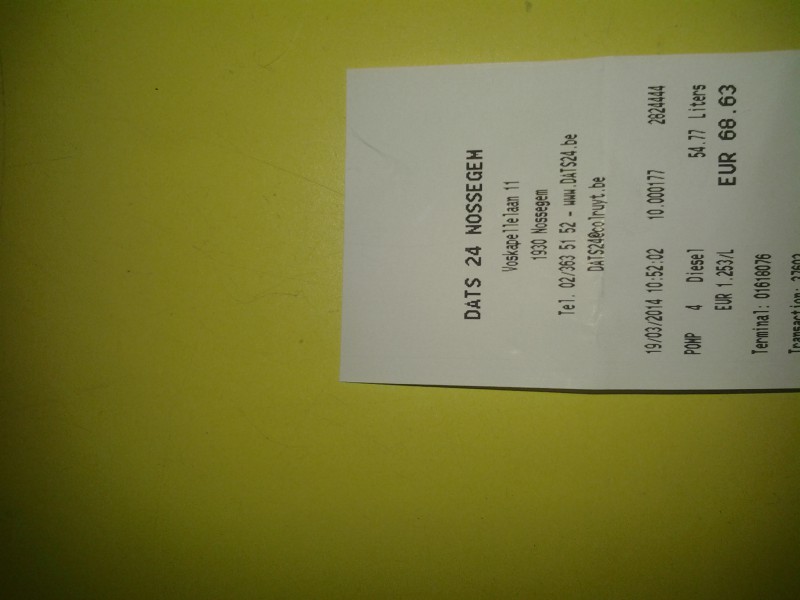 DATS 24 NOSSEGEM
Voskapellelaan 11
1930 Nossegem
Tel. 02/363 51 52 - www.DATS24.be
DATS24@colruyt.be
19/03/2014 10:52:02 10.000177 2824444
POMP 4 Diesel 54.77 Liters
EUR 1.253/L EUR 68.63
Terminal: 01618076
Transaction: